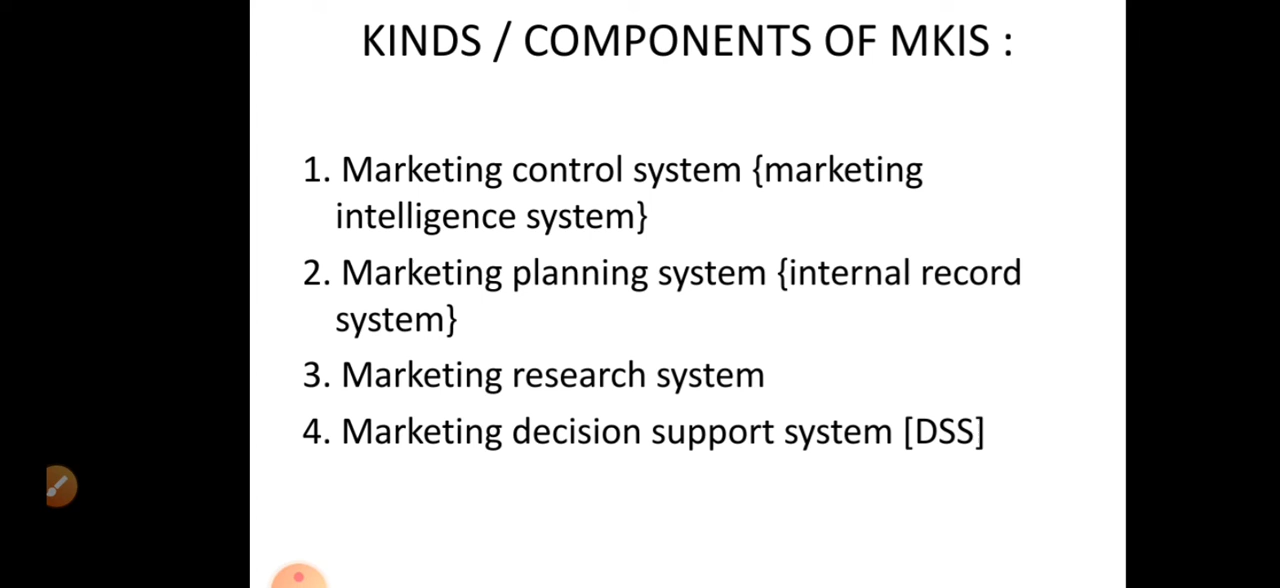 KINDS / COMPONENTS OF MKIS :
1. Marketing control system {marketing
intelligence system}
2. Marketing planning system {internal record
system}
3. Marketing research system
4. Marketing decision support system [DSS]